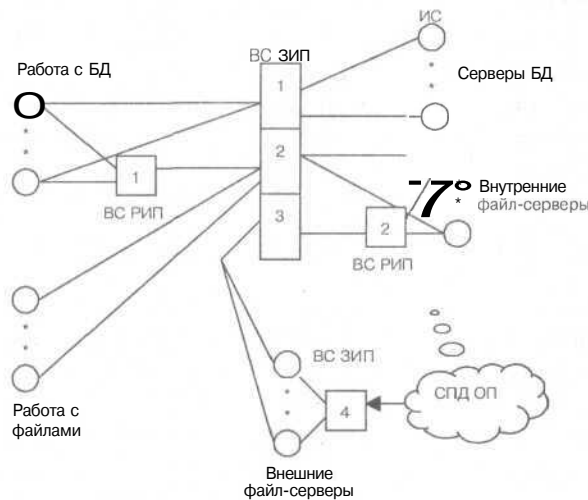 ИС
ВС ЗИП
Работа с БД
Серверы БД
1
2
3
1
ВС РИП
Внутренние
файл-серверы
2
ВС РИП
ВС ЗИП
4
СПД ОП
Работа с
файлами
Внешние
файл-серверы